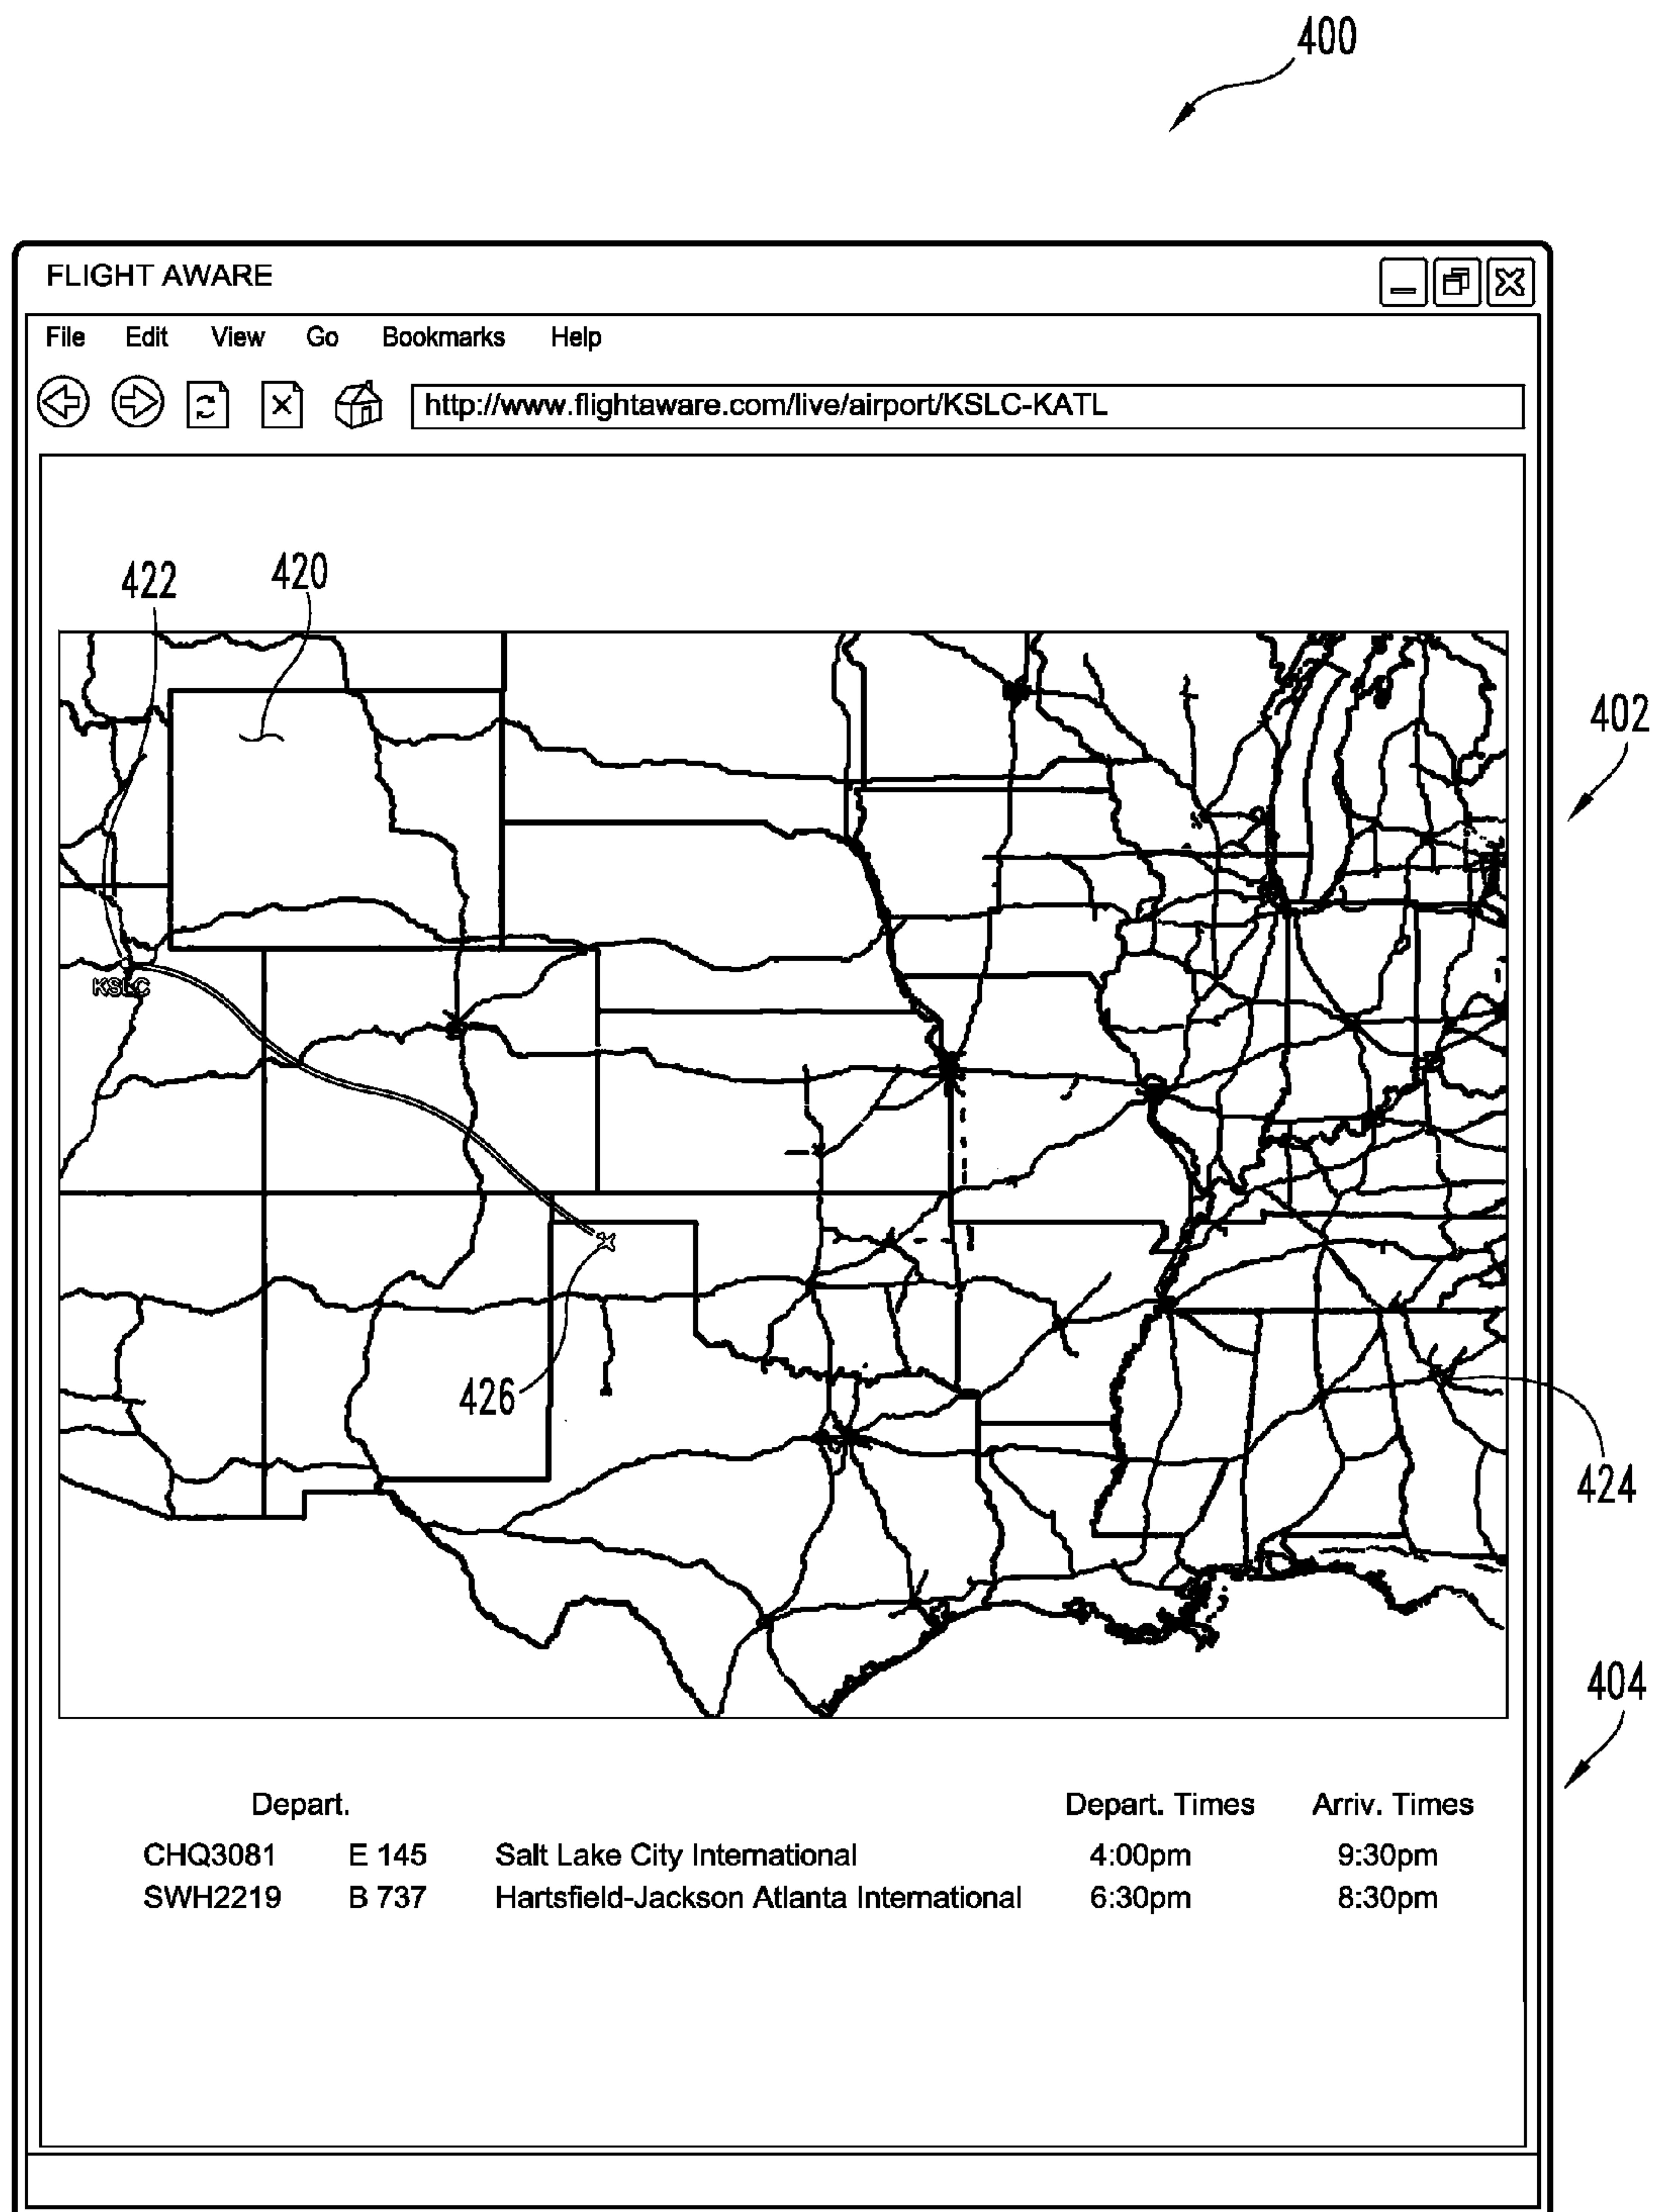 400
FLIGHT AWARE
File Edit View Go Bookmarks Help
http://www.flightaware.com/live/airport/KSLC-KATL
422 420
402
KSLC
426
424
404
Depart. Depart. Times Arriv. Times
CHQ3081 E 145 Salt Lake City International 4:00pm 9:30pm
SWH2219 B 737 Hartsfield-Jackson Atlanta International 6:30pm 8:30pm